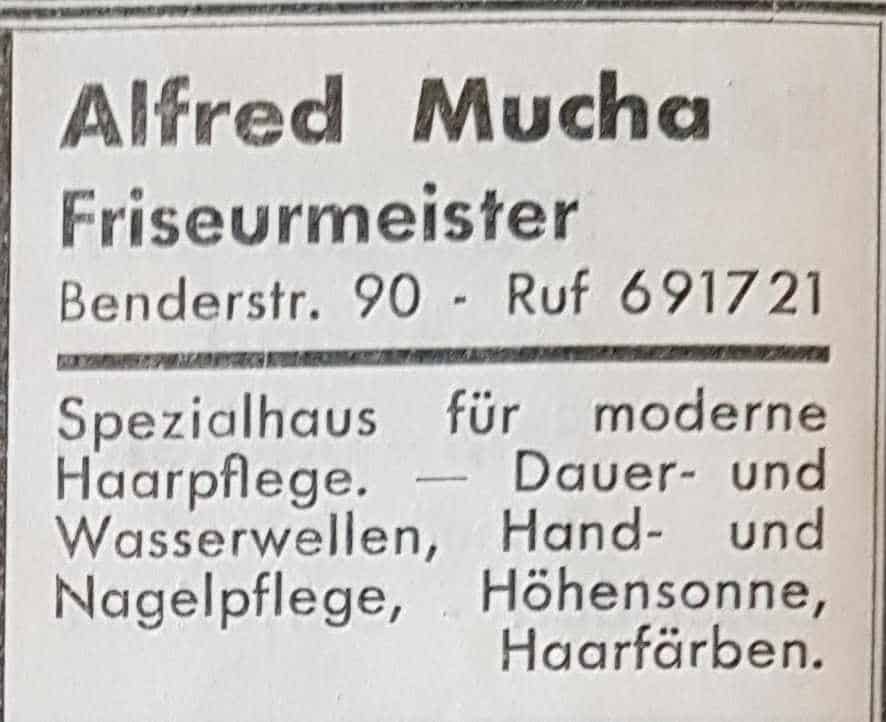 Alfred Mucha
Friseurmeister
Benderstr. 90 - Ruf 691721
Spezialhaus für moderne
Haarpflege. — Dauer- und
Wasserwellen, Hand- und
Nagelpflege, Höhensonne,
Haarfärben.